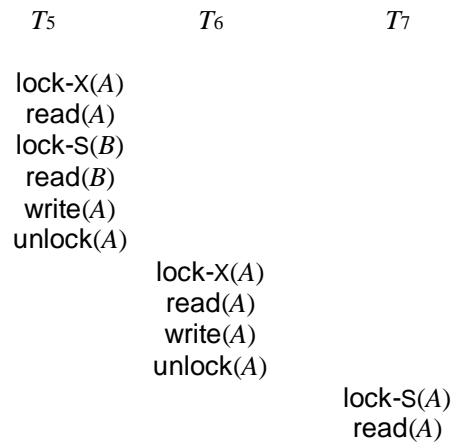 T5 T6 T7
lock-X(A)
read(A)
lock-S(B)
read(B)
write(A)
unlock(A)
lock-X(A)
read(A)
write(A)
unlock(A)
lock-S(A)
read(A)